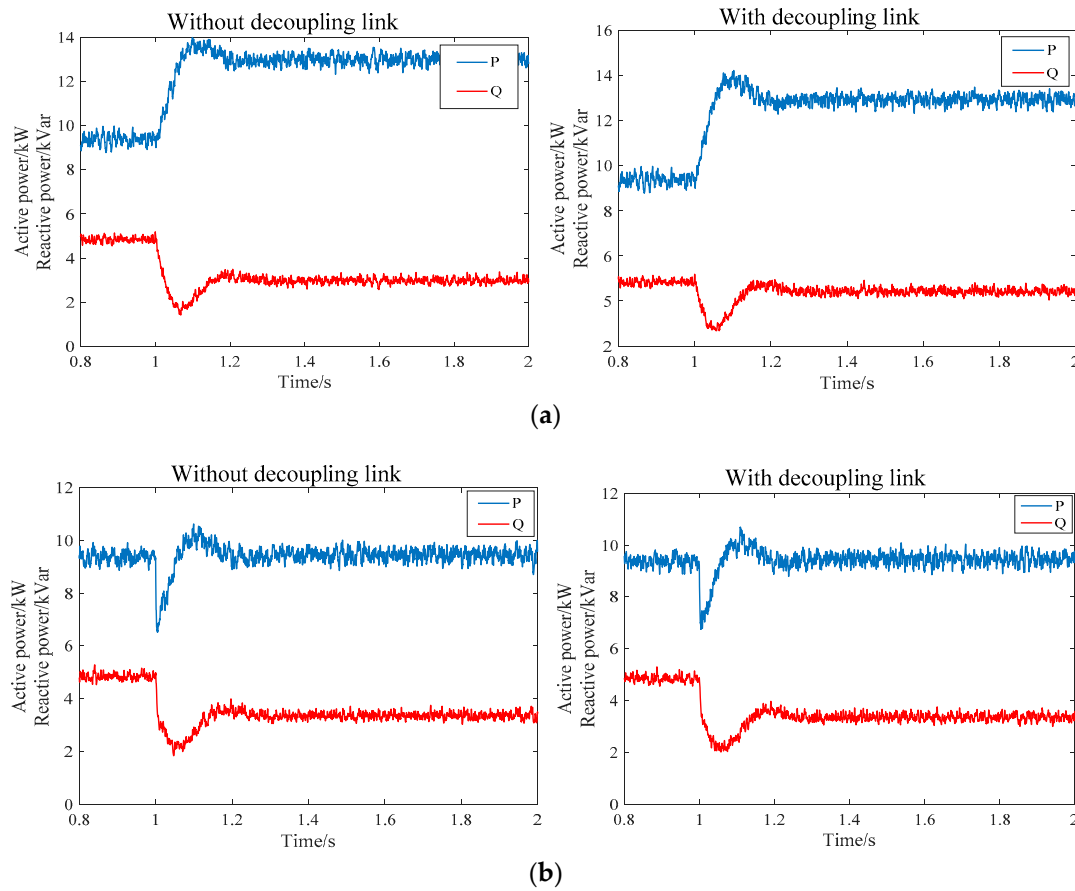 Without decoupling link
14
12
10
8
6
4
2
0
Active power/kW
Reactive power/kVar
P
Q
0.8
1
1.2
1.4
1.6
1.8
2
Time/s
With decoupling link
16
14
12
10
8
6
5
2
Active power/kW
Reactive power/kVar
P
Q
0.8
1
1.2
1.4
1.6
1.8
2
Time/s
(a)
Without decoupling link
12
10
8
6
4
2
0
Active power/kW
Reactive power/kVar
P
Q
0.8
1
1.2
1.4
1.6
1.8
2
Time/s
With decoupling link
12
10
8
6
4
2
0
Active power/kW
Reactive power/kVar
P
Q
0.8
1
1.2
1.4
1.6
1.8
2
Time/s
(b)